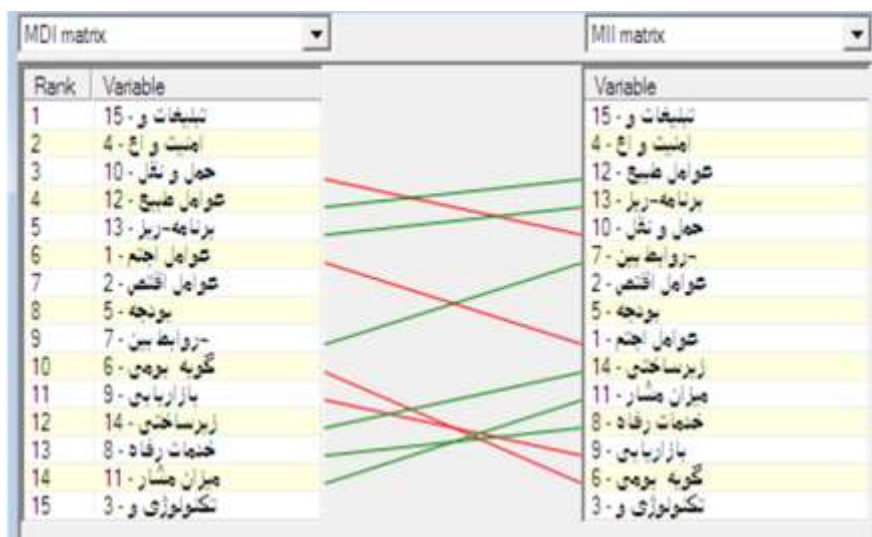 MDI matrix MII matrix
Rank Variable Variable
1 تبلیغات و - 15 تبلیغات و - 15
2 امنیت و اع - 4 امنیت و اع - 4
3 حمل و نقل - 10 عوامل طبیع - 12
4 عوامل طبیع - 12 برنامه-ریز - 13
5 برنامه-ریز - 13 حمل و نقل - 10
6 عوامل اجتم - 1 -روابط بین - 7
7 عوامل اقتص - 2 عوامل اقتص - 2
8 بودجه - 5 بودجه - 5
9 -روابط بین - 7 عوامل اجتم - 1
10 گویه بومی - 6 زیرساختی - 14
11 بازاریابی - 9 میزان مشار - 11
12 زیرساختی - 14 خدمات رفاه - 8
13 خدمات رفاه - 8 بازاریابی - 9
14 میزان مشار - 11 گویه بومی - 6
15 تکنولوژی و - 3 تکنولوژی و - 3